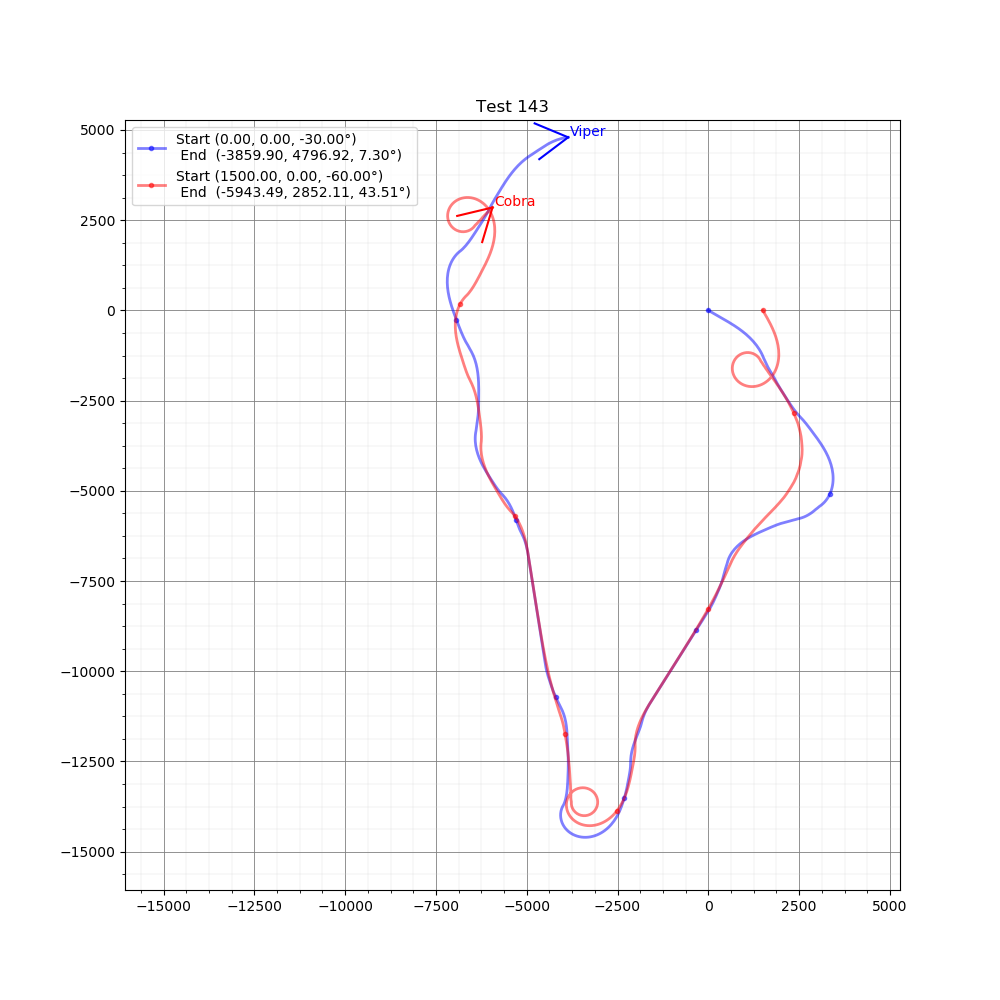 Test 143
Start (0.00, 0.00, -30.00°)
End (-3859.90, 4796.92, 7.30°)
Start (1500.00, 0.00, -60.00°)
End (-5943.49, 2852.11, 43.51°)
Viper
Cobra
5000
2500
0
−2500
−5000
−7500
−10000
−12500
−15000
−15000 −12500 −10000 −7500 −5000 −2500 0 2500 5000